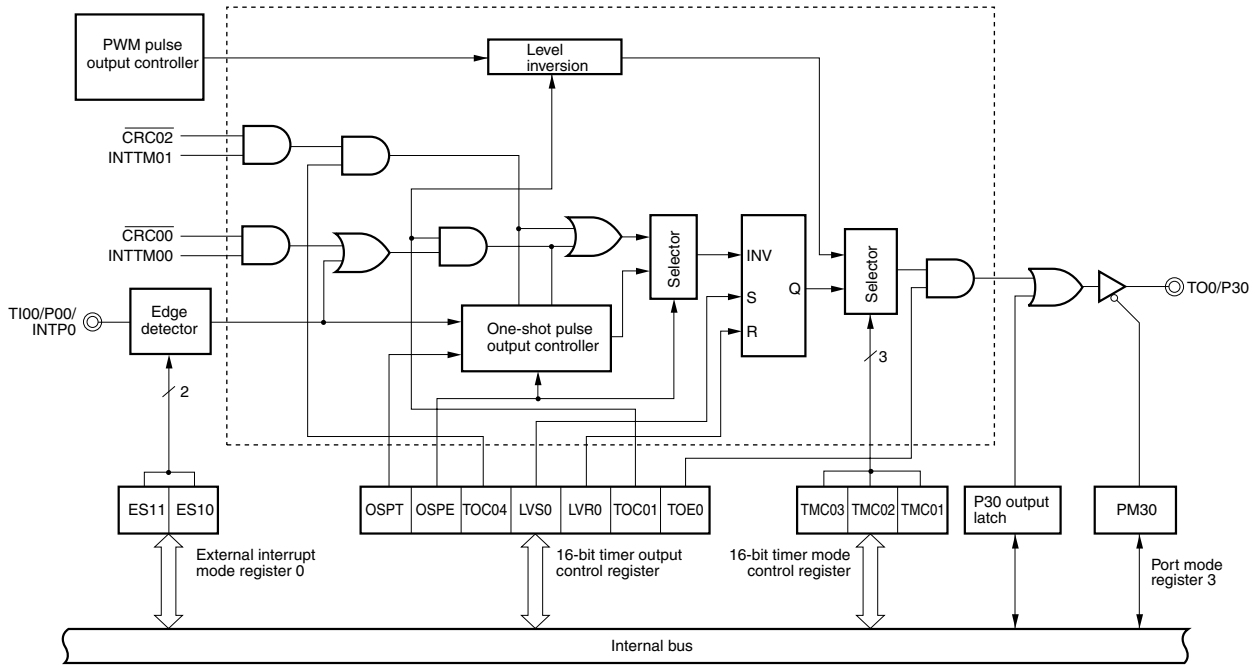 PWM pulse
output controller
Level
inversion
CRC02
INTTM01
CRC00
INTTM00
TI00/P00/
INTP0
Edge
detector
2
One-shot pulse
output controller
Selector
INV
S
R
Q
Selector
3
TO0/P30
ES11 ES10
External interrupt
mode register 0
OSPT OSPE TOC04 LVS0 LVR0 TOC01 TOE0
16-bit timer output
control register
TMC03 TMC02 TMC01
16-bit timer mode
control register
P30 output
latch
PM30
Port mode
register 3
Internal bus